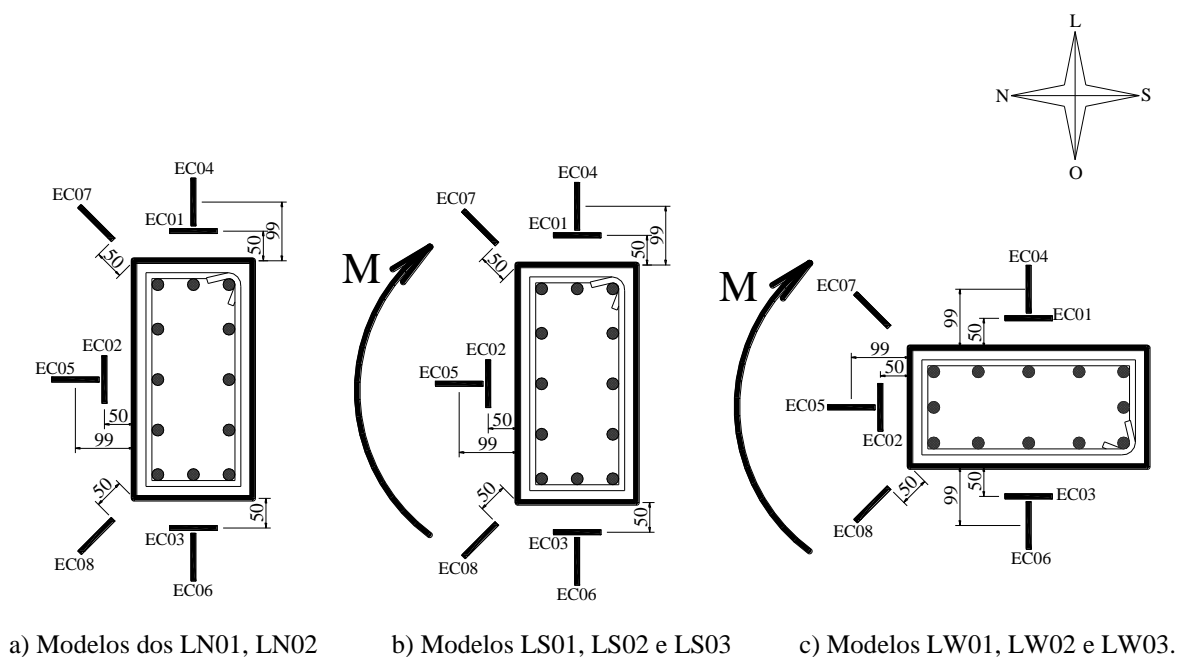 L
N
S
O
EC04
EC07
EC01
99
50
50
EC02
EC05
50
99
50
50
EC03
EC08
EC06
a) Modelos dos LN01, LN02
EC04
EC07
EC01
99
50
50
M
EC02
EC05
50
99
50
50
EC03
EC08
EC06
b) Modelos LS01, LS02 e LS03
EC04
M
EC07
99
50
EC01
99
50
EC05
EC02
50
99
50
EC03
EC08
EC06
c) Modelos LW01, LW02 e LW03.